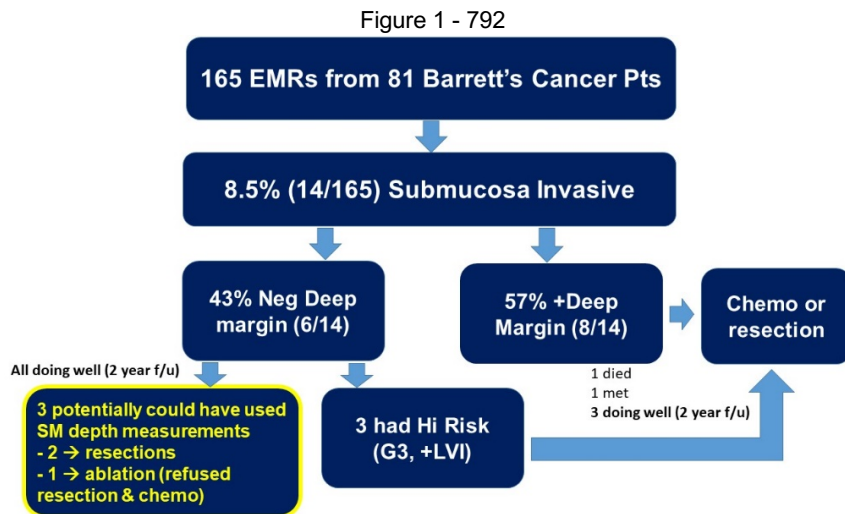 Figure 1 - 792
165 EMRs from 81 Barrett's Cancer Pts
8.5% (14/165) Submucosa Invasive
43% Neg Deep
margin (6/14)
57% +Deep
Margin (8/14)
Chemo or
resection
All doing well (2 year f/u)
1 died
1 met
3 doing well (2 year f/u)
3 potentially could have used
SM depth measurements
- 2 → resections
- 1 → ablation (refused
resection & chemo)
3 had Hi Risk
(G3, +LVI)